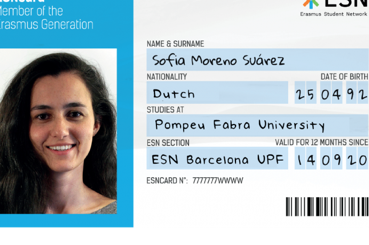 Member of the
Erasmus Generation
ESN
Erasmus Student Network
NAME & SURNAME
Sofia Moreno Suárez
NATIONALITY DATE OF BIRTH
Dutch 25 04 92
STUDIES AT
Pompeu Fabra University
ESN SECTION VALID FOR 12 MONTHS SINCE
ESN Barcelona UPF 14 09 20
ESNCARD Nº: 7777777WWWW